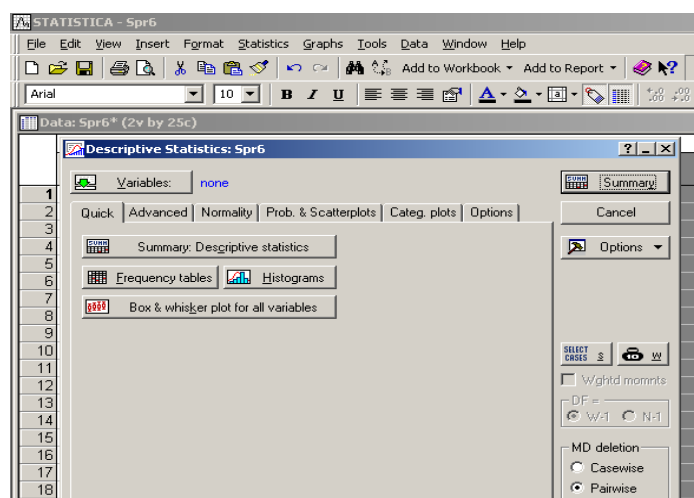 STATISTICA - Spr6
File Edit View Insert Format Statistics Graphs Tools Data Window Help
Add to Workbook Add to Report
Arial 10 B I U
Data: Spr6* (2v by 25c)
Descriptive Statistics: Spr6
Variables: none
Summary
Quick Advanced Normality Prob. & Scatterplots Categ. plots Options
Cancel
Summary: Descriptive statistics
Options
Frequency tables Histograms
Box & whisker plot for all variables
SELECT CASES S W
Wghtd momnts
DF =
W-1 N-1
MD deletion
Casewise
Pairwise
1
2
3
4
5
6
7
8
9
10
11
12
13
14
15
16
17
18